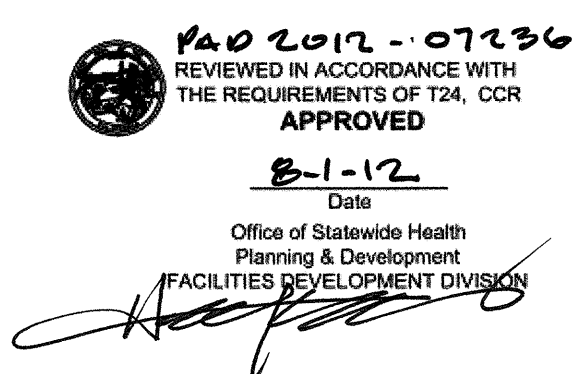 PAD 2012-07236
REVIEWED IN ACCORDANCE WITH
THE REQUIREMENTS OF T24, CCR
APPROVED
8-1-12
Date
Office of Statewide Health
Planning & Development
FACILITIES DEVELOPMENT DIVISION